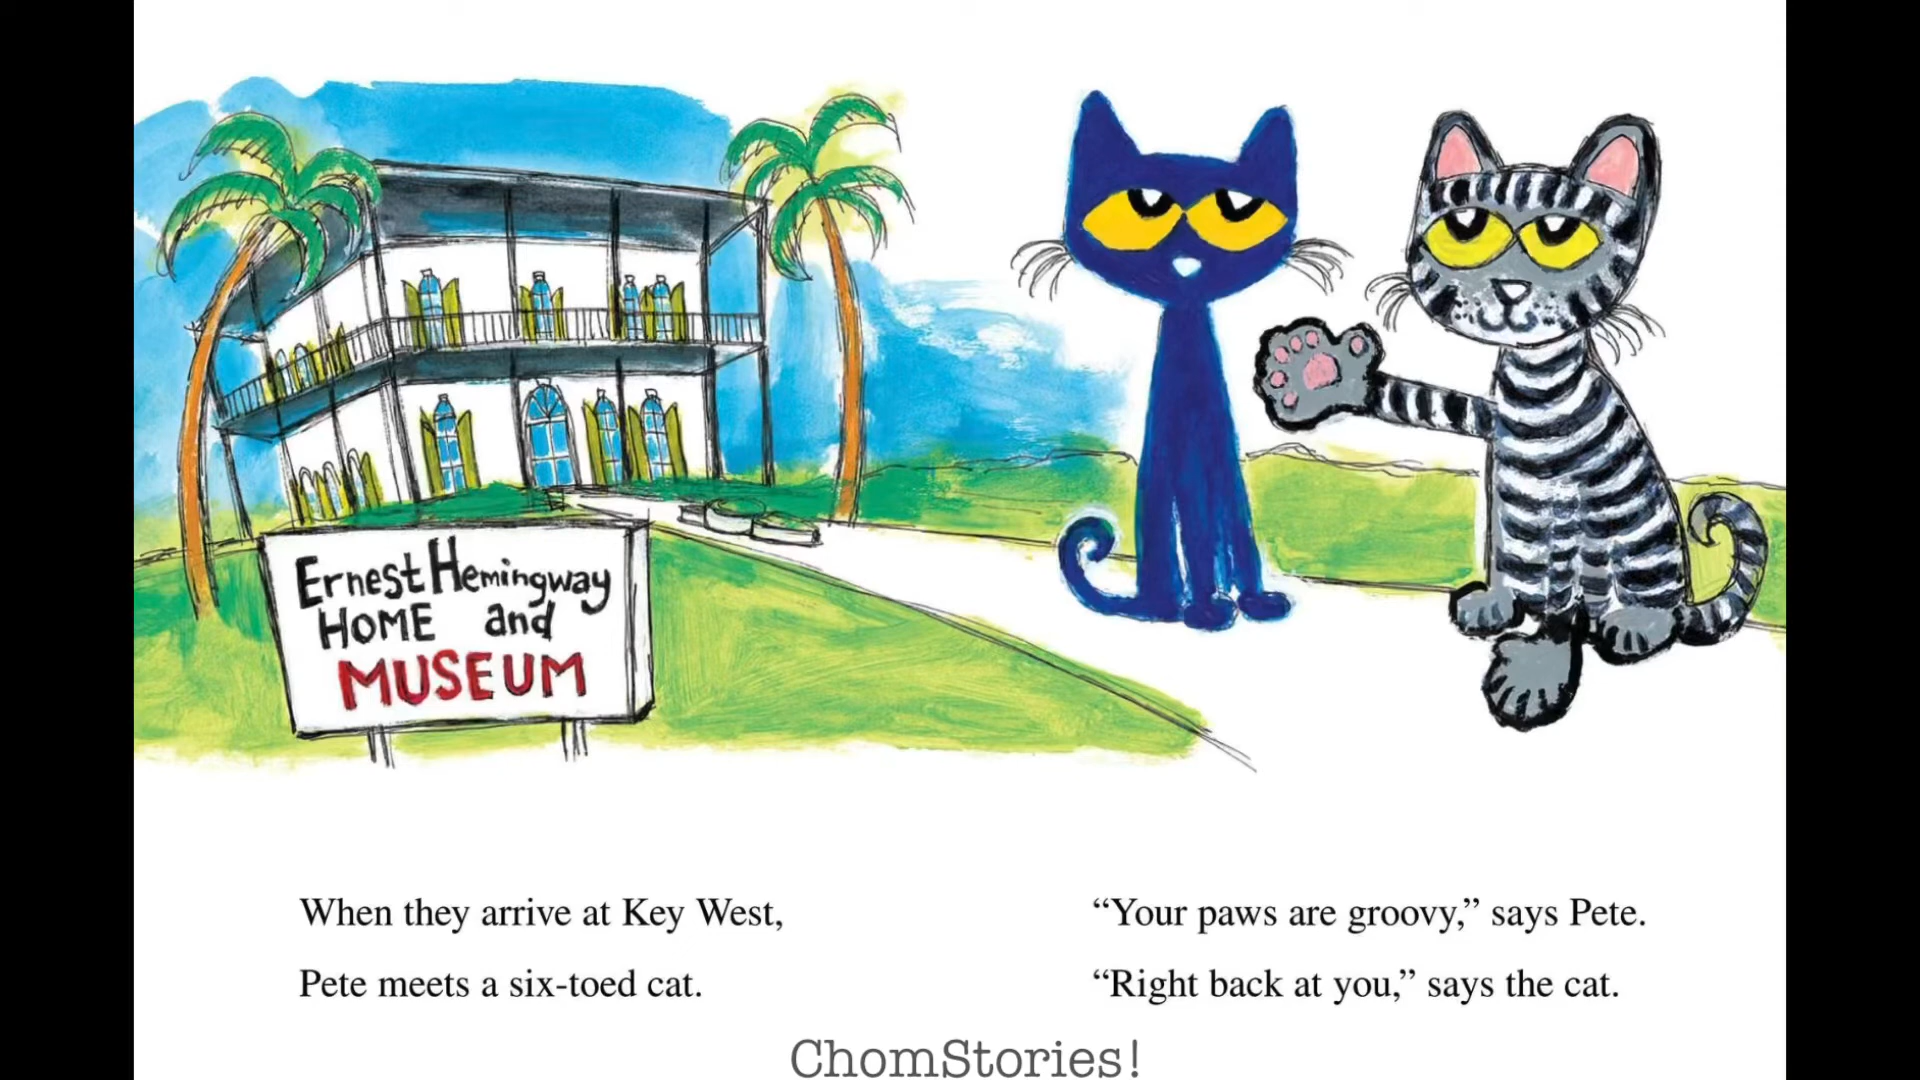 Ernest Hemingway
HOME and
MUSEUM
When they arrive at Key West,
Pete meets a six-toed cat.
“Your paws are groovy,” says Pete.
“Right back at you,” says the cat.
ChomStories!